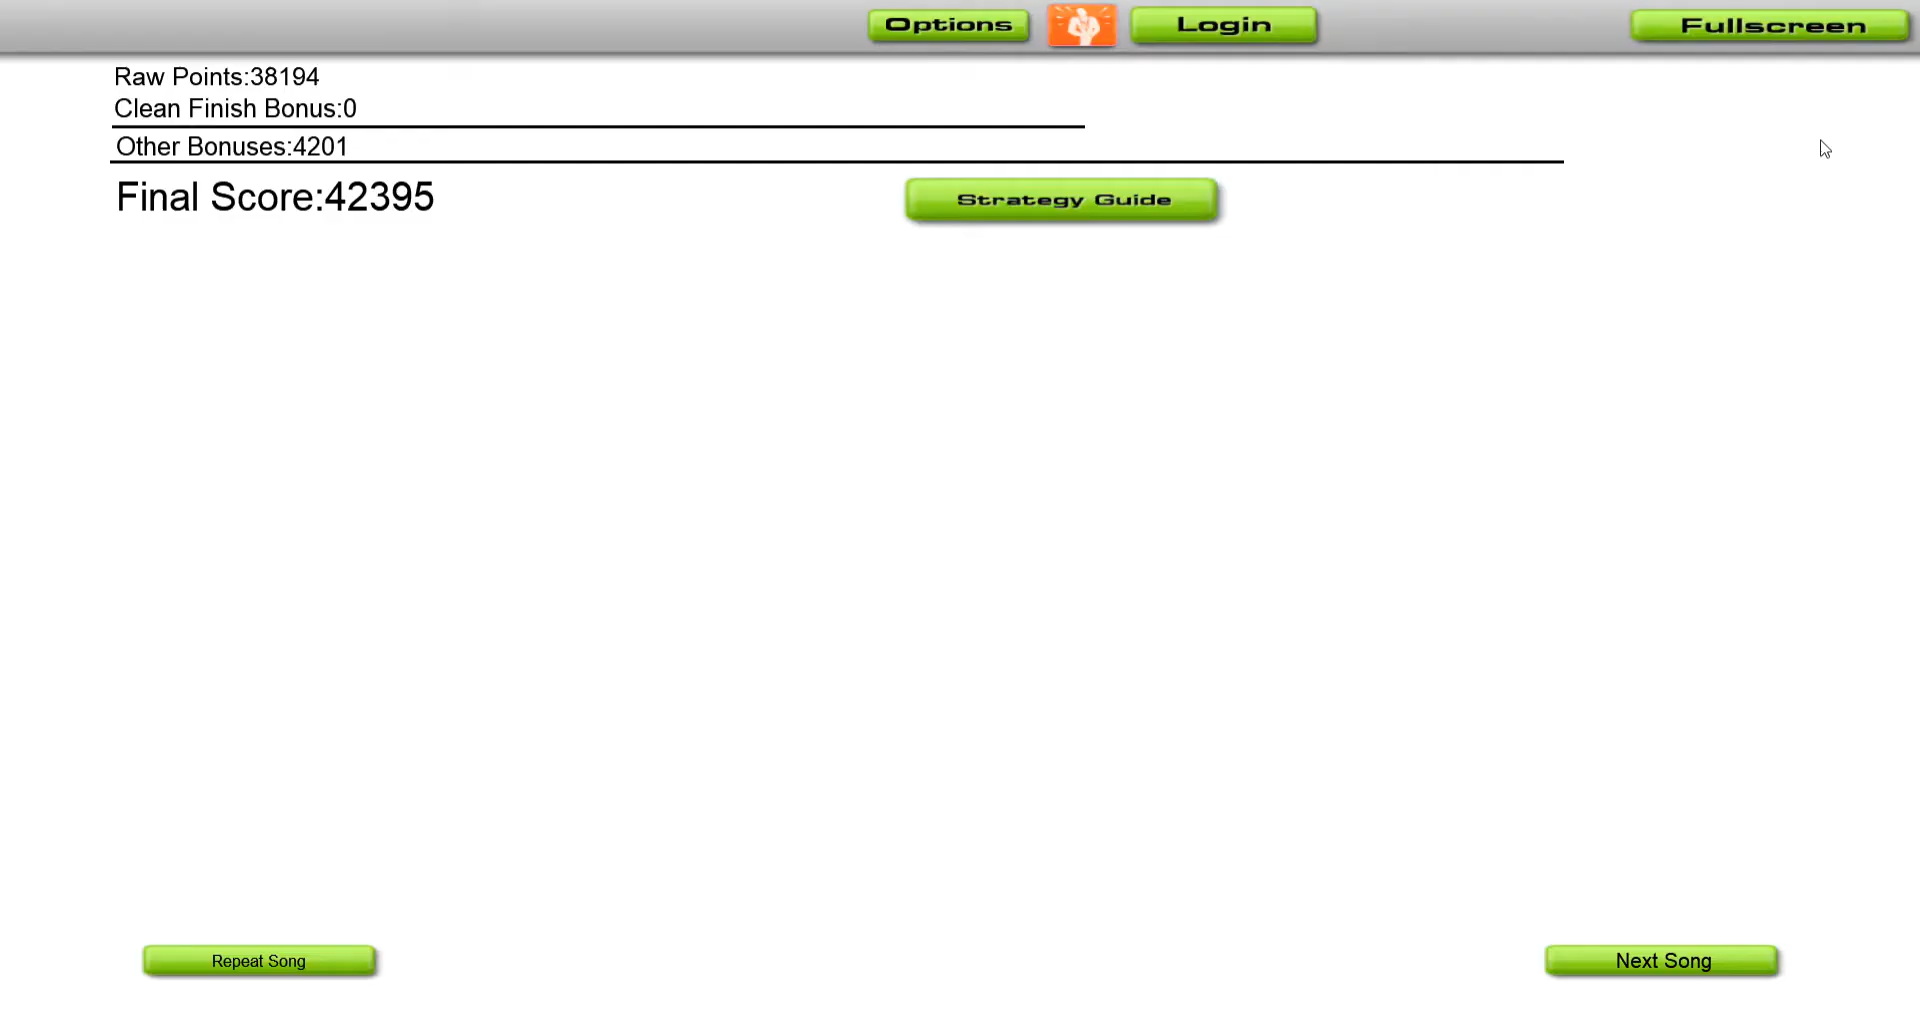 Options Login Fullscreen
Raw Points:38194
Clean Finish Bonus:0
Other Bonuses:4201
Final Score:42395
Strategy Guide
Repeat Song
Next Song